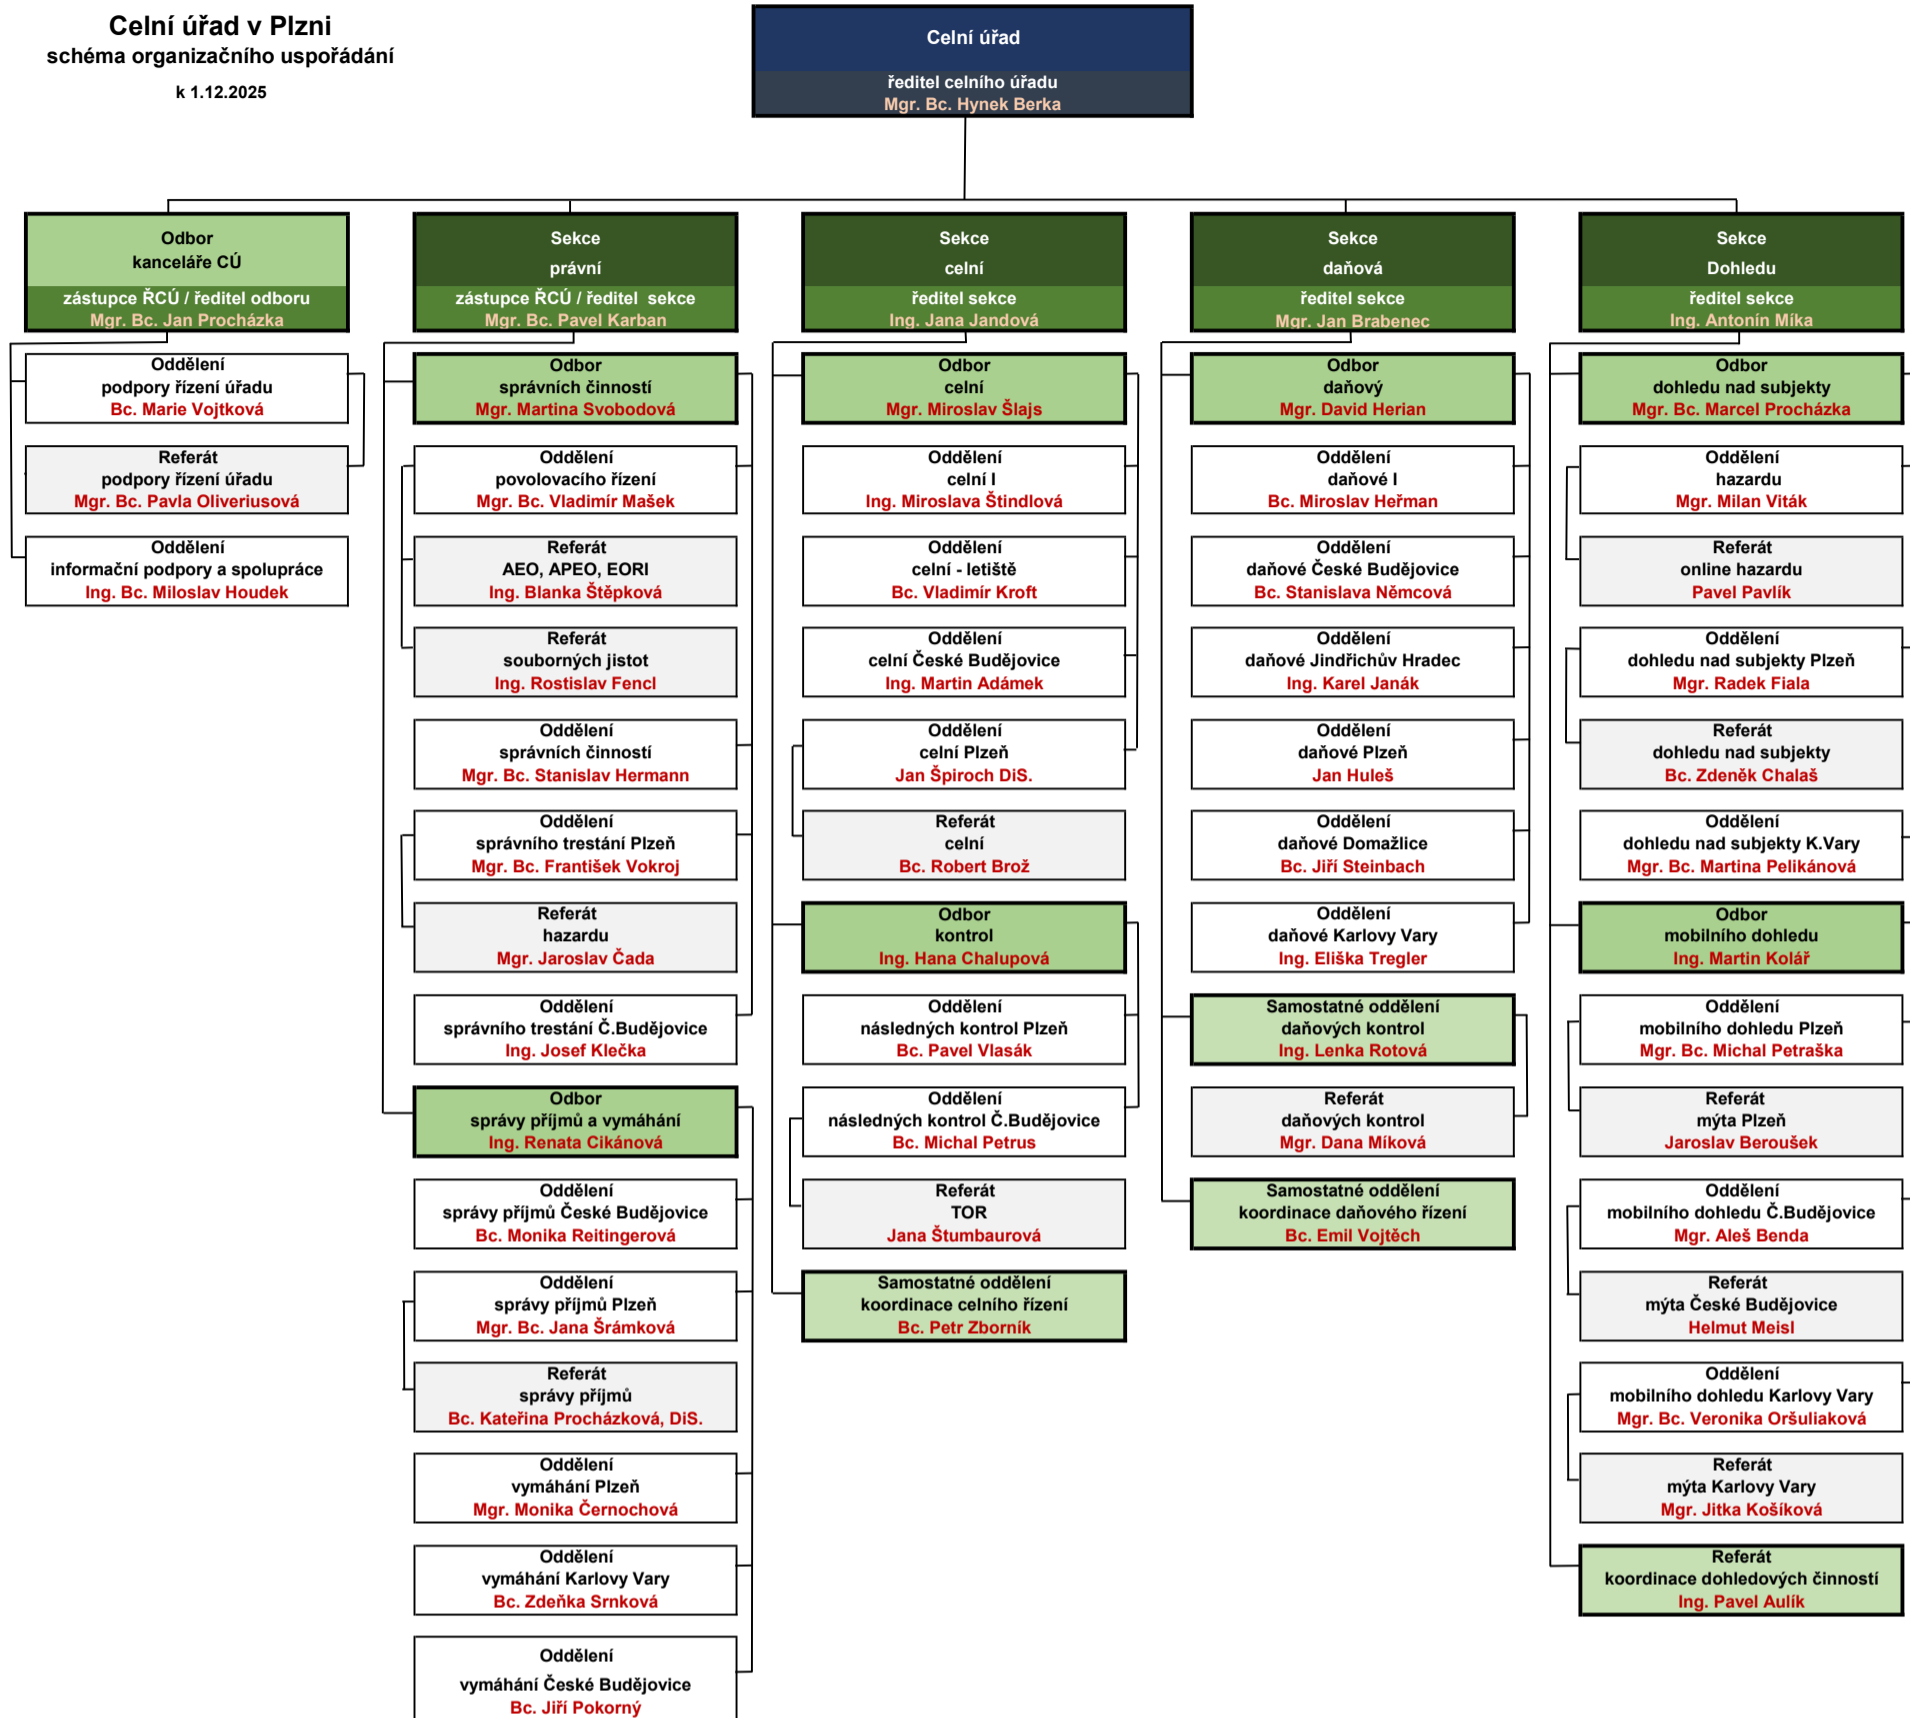 Celní úřad v Plzni
schéma organizačního uspořádání
k 1.12.2025
Celní úřad
ředitel celního úřadu
Mgr. Bc. Hynek Berka
Odbor
kanceláře CÚ
zástupce ŘCÚ / ředitel odboru
Mgr. Bc. Jan Procházka
Oddělení
podpory řízení úřadu
Bc. Marie Vojtková
Referát
podpory řízení úřadu
Mgr. Bc. Pavla Oliveriusová
Oddělení
informační podpory a spolupráce
Ing. Bc. Miloslav Houdek
Sekce
právní
zástupce ŘCÚ / ředitel sekce
Mgr. Bc. Pavel Karban
Odbor
správních činností
Mgr. Martina Svobodová
Oddělení
povolovacího řízení
Mgr. Bc. Vladimír Mašek
Referát
AEO, APEO, EORI
Ing. Blanka Štěpková
Referát
souborných jistot
Ing. Rostislav Fencl
Oddělení
správních činností
Mgr. Bc. Stanislav Hermann
Oddělení
správního trestání Plzeň
Mgr. Bc. František Vokroj
Referát
hazardu
Mgr. Jaroslav Čada
Oddělení
správního trestání Č.Budějovice
Ing. Josef Klečka
Odbor
správy příjmů a vymáhání
Ing. Renata Cikánová
Oddělení
správy příjmů České Budějovice
Bc. Monika Reitingerová
Oddělení
správy příjmů Plzeň
Mgr. Bc. Jana Šrámková
Referát
správy příjmů
Bc. Kateřina Procházková, DiS.
Oddělení
vymáhání Plzeň
Mgr. Monika Černochová
Oddělení
vymáhání Karlovy Vary
Bc. Zdeňka Srnková
Oddělení
vymáhání České Budějovice
Bc. Jiří Pokorný
Sekce
celní
ředitel sekce
Ing. Jana Jandová
Odbor
celní
Mgr. Miroslav Šlajs
Oddělení
celní I
Ing. Miroslava Štindlová
Oddělení
celní - letiště
Bc. Vladimír Kroft
Oddělení
celní České Budějovice
Ing. Martin Adámek
Oddělení
celní Plzeň
Jan Špiroch DiS.
Referát
celní
Bc. Robert Brož
Odbor
kontrol
Ing. Hana Chalupová
Oddělení
následných kontrol Plzeň
Bc. Pavel Vlasák
Oddělení
následných kontrol Č.Budějovice
Bc. Michal Petrus
Referát
TOR
Jana Štumbaurová
Samostatné oddělení
koordinace celního řízení
Bc. Petr Zborník
Sekce
daňová
ředitel sekce
Mgr. Jan Brabenec
Odbor
daňový
Mgr. David Herian
Oddělení
daňové I
Bc. Miroslav Heřman
Oddělení
daňové České Budějovice
Bc. Stanislava Němcová
Oddělení
daňové Jindřichův Hradec
Ing. Karel Janák
Oddělení
daňové Plzeň
Jan Huleš
Oddělení
daňové Domažlice
Bc. Jiří Steinbach
Oddělení
daňové Karlovy Vary
Ing. Eliška Tregler
Samostatné oddělení
daňových kontrol
Ing. Lenka Rotová
Referát
daňových kontrol
Mgr. Dana Míková
Samostatné oddělení
koordinace daňového řízení
Bc. Emil Vojtěch
Sekce
Dohledu
ředitel sekce
Ing. Antonín Míka
Odbor
dohledu nad subjekty
Mgr. Bc. Marcel Procházka
Oddělení
hazardu
Mgr. Milan Viták
Referát
online hazardu
Pavel Pavlík
Oddělení
dohledu nad subjekty Plzeň
Mgr. Radek Fiala
Referát
dohledu nad subjekty
Bc. Zdeněk Chalaš
Oddělení
dohledu nad subjekty K.Vary
Mgr. Bc. Martina Pelikánová
Odbor
mobilního dohledu
Ing. Martin Kolář
Oddělení
mobilního dohledu Plzeň
Mgr. Bc. Michal Petraška
Referát
mýta Plzeň
Jaroslav Beroušek
Oddělení
mobilního dohledu Č.Budějovice
Mgr. Aleš Benda
Referát
mýta České Budějovice
Helmut Meisl
Oddělení
mobilního dohledu Karlovy Vary
Mgr. Bc. Veronika Oršuliaková
Referát
mýta Karlovy Vary
Mgr. Jitka Košíková
Referát
koordinace dohledových činností
Ing. Pavel Aulík